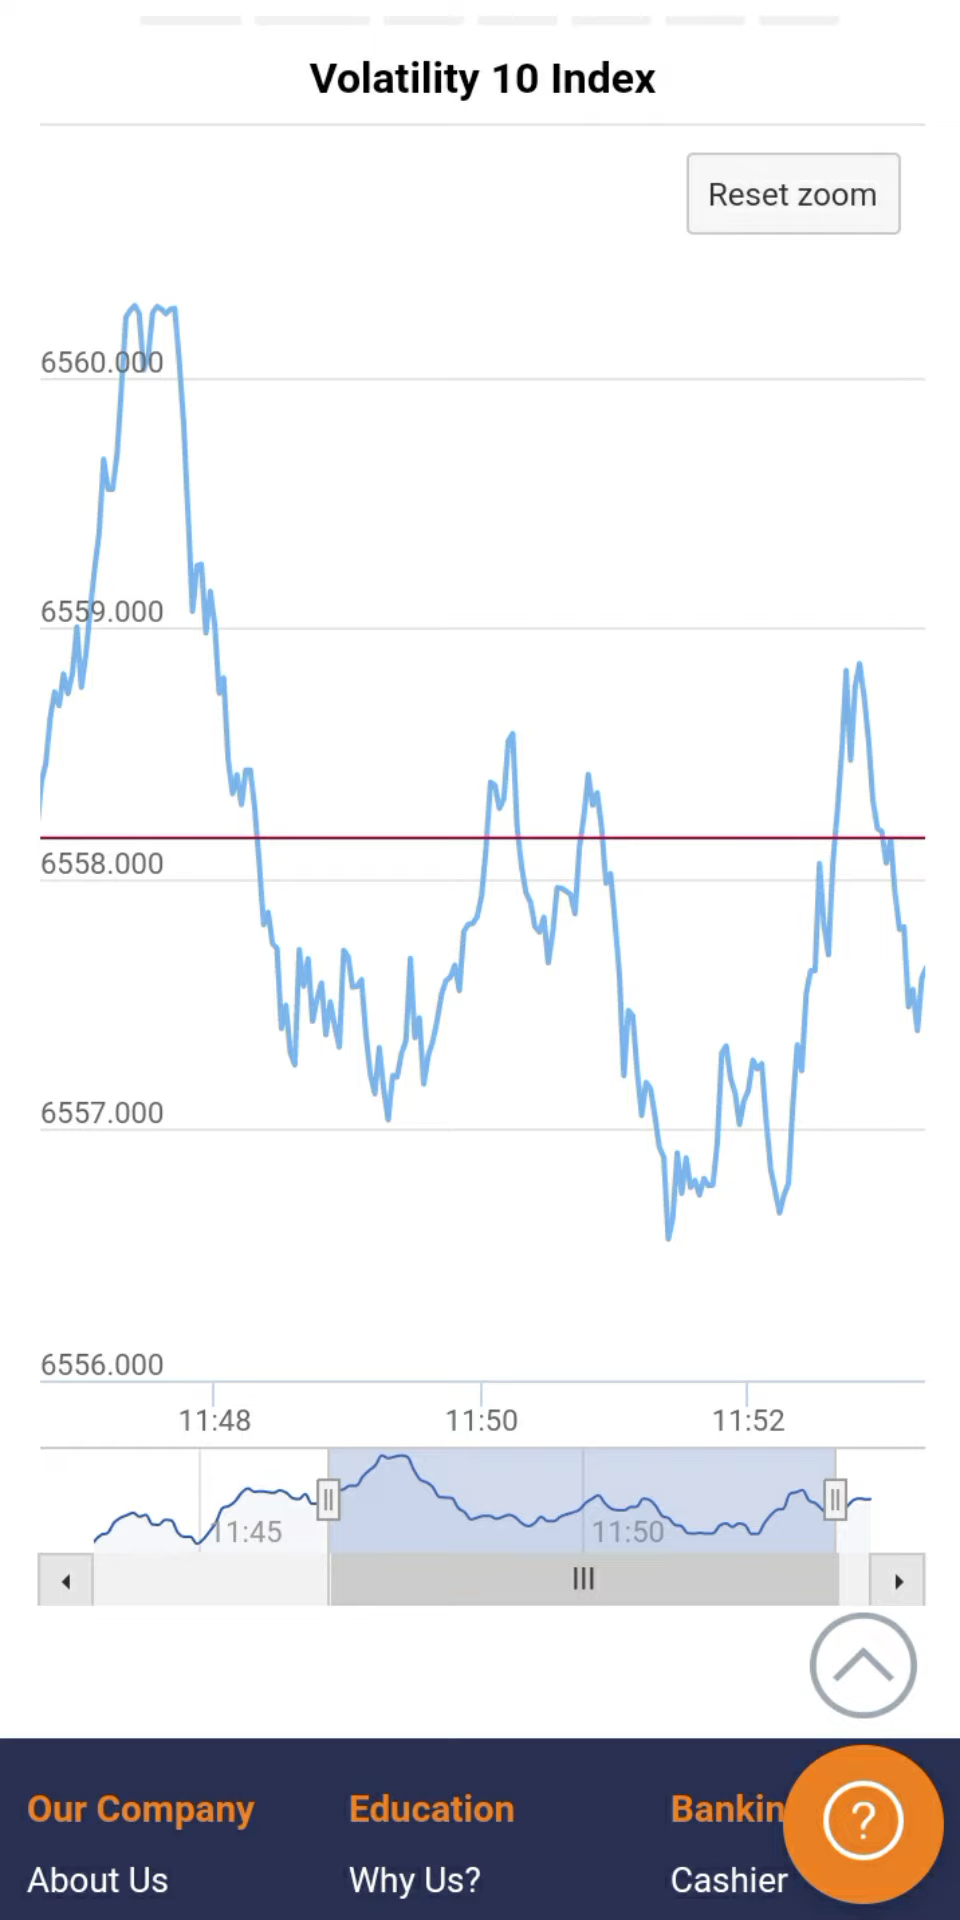 Volatility 10 Index
Reset zoom
6560.000
6559.000
6558.000
6557.000
6556.000
11:48 11:50 11:52
11:45 11:50
Our Company Education Bankin
About Us Why Us? Cashier
?